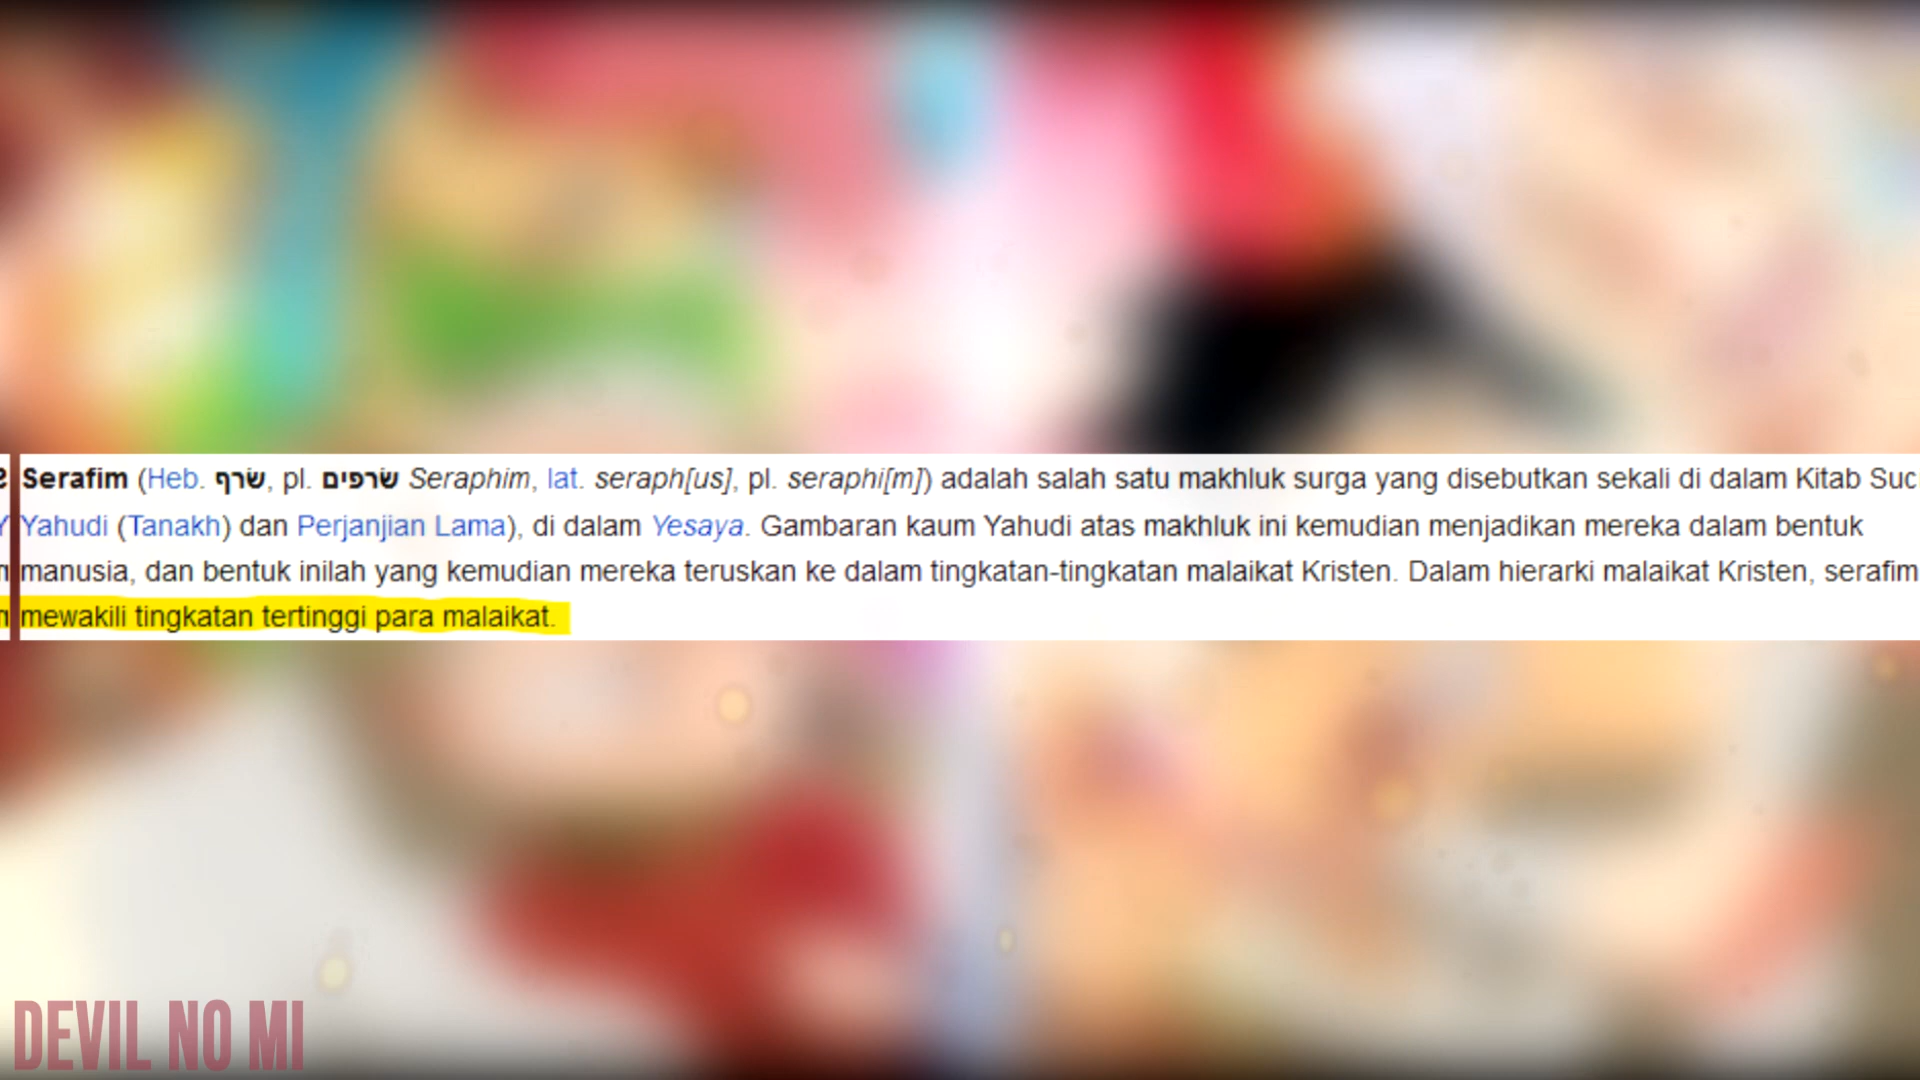 Serafim (Heb. שׂרף, pl. שׂרפים Seraphim, lat. seraph[us], pl. seraphi[m]) adalah salah satu makhluk surga yang disebutkan sekali di dalam Kitab Suc
Yahudi (Tanakh) dan Perjanjian Lama), di dalam Yesaya. Gambaran kaum Yahudi atas makhluk ini kemudian menjadikan mereka dalam bentuk
manusia, dan bentuk inilah yang kemudian mereka teruskan ke dalam tingkatan-tingkatan malaikat Kristen. Dalam hierarki malaikat Kristen, serafim
mewakili tingkatan tertinggi para malaikat.
DEVIL NO MI